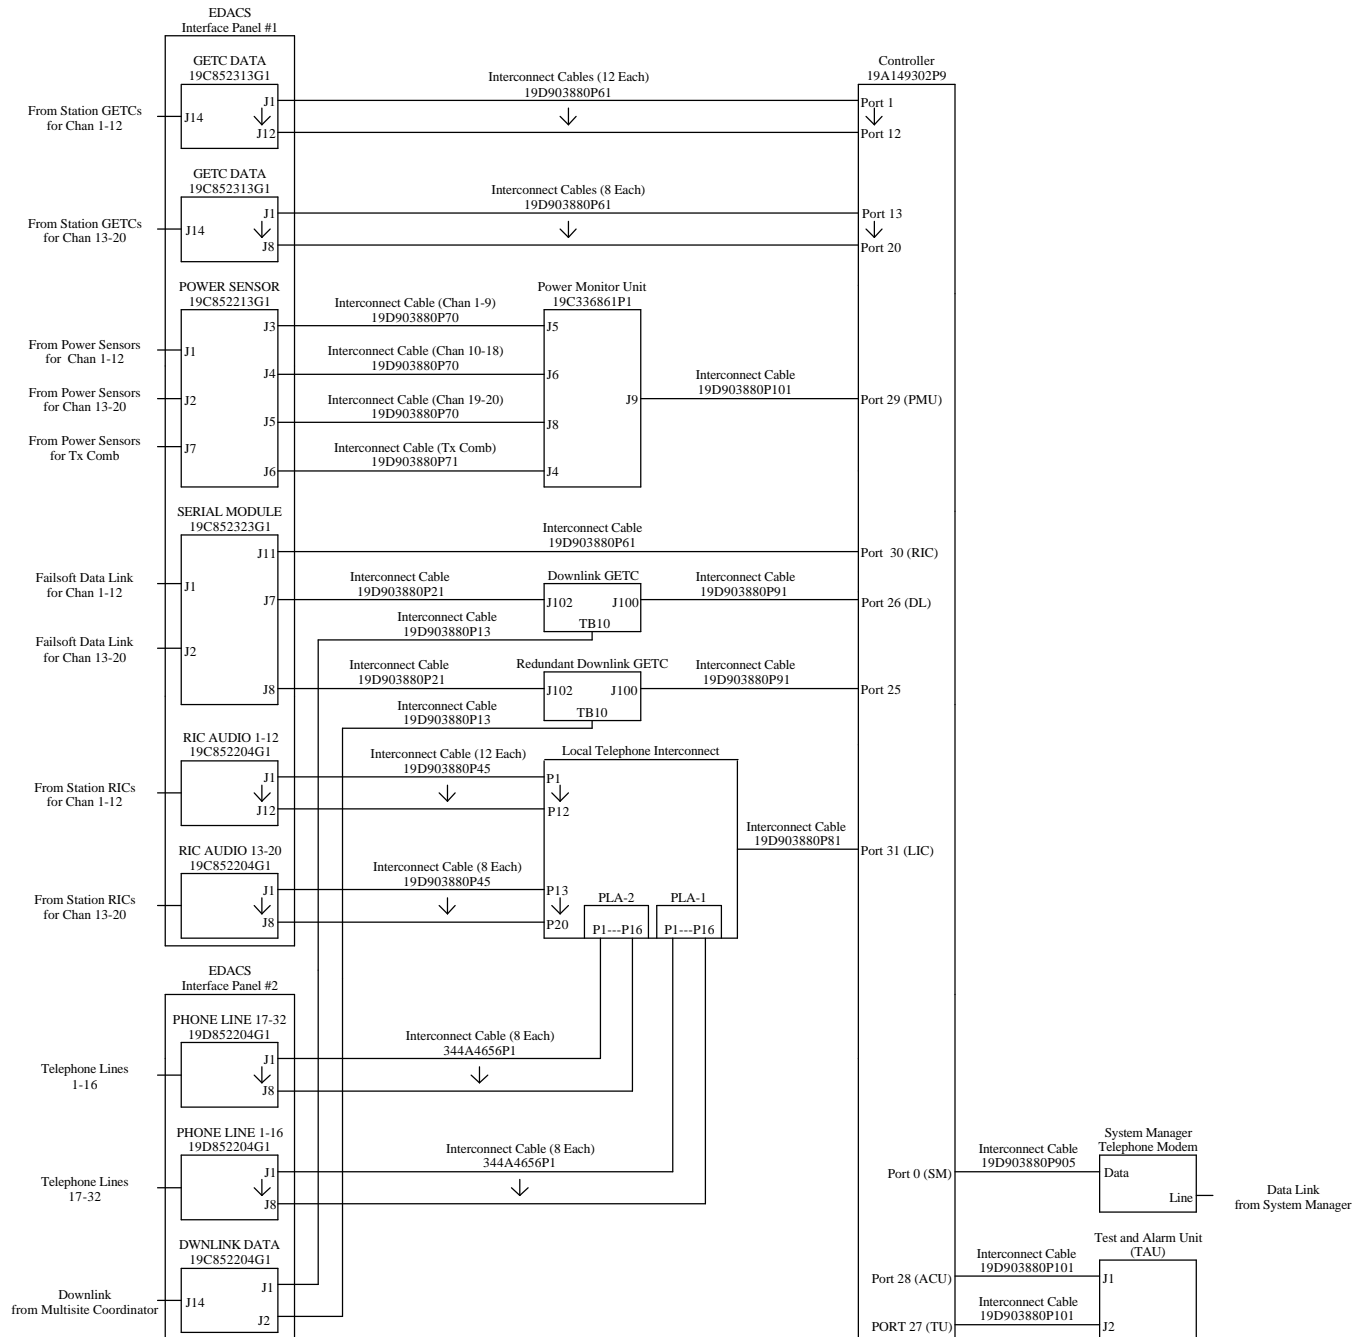 EDACS
Interface Panel #1
GETC DATA
19C852313G1
J1
J14
J12
From Station GETCs
for Chan 1-12
Interconnect Cables (12 Each)
19D903880P61
Controller
19A149302P9
Port 1
Port 12
GETC DATA
19C852313G1
J1
J14
J8
From Station GETCs
for Chan 13-20
Interconnect Cables (8 Each)
19D903880P61
Port 13
Port 20
POWER SENSOR
19C852213G1
J3
J1
J4
J2
J5
J7
J6
From Power Sensors
for Chan 1-12
From Power Sensors
for Chan 13-20
From Power Sensors
for Tx Comb
Interconnect Cable (Chan 1-9)
19D903880P70
Interconnect Cable (Chan 10-18)
19D903880P70
Interconnect Cable (Chan 19-20)
19D903880P70
Interconnect Cable (Tx Comb)
19D903880P71
Power Monitor Unit
19C336861P1
J5
J6
J9
J8
J4
Interconnect Cable
19D903880P101
Port 29 (PMU)
SERIAL MODULE
19C852323G1
J11
J1
J7
J2
J8
Failsoft Data Link
for Chan 1-12
Failsoft Data Link
for Chan 13-20
Interconnect Cable
19D903880P61
Port 30 (RIC)
Interconnect Cable
19D903880P21
Downlink GETC
J102
J100
TB10
Interconnect Cable
19D903880P91
Port 26 (DL)
Interconnect Cable
19D903880P13
Interconnect Cable
19D903880P21
Redundant Downlink GETC
J102
J100
TB10
Interconnect Cable
19D903880P91
Port 25
Interconnect Cable
19D903880P13
RIC AUDIO 1-12
19C852204G1
J1
J12
From Station RICs
for Chan 1-12
Interconnect Cable (12 Each)
19D903880P45
Local Telephone Interconnect
P1
P12
Interconnect Cable
19D903880P81
Port 31 (LIC)
RIC AUDIO 13-20
19C852204G1
J1
J8
From Station RICs
for Chan 13-20
Interconnect Cable (8 Each)
19D903880P45
P13
P20
PLA-2
P1---P16
PLA-1
P1---P16
EDACS
Interface Panel #2
PHONE LINE 17-32
19D852204G1
J1
J8
Telephone Lines
1-16
Interconnect Cable (8 Each)
344A4656P1
PHONE LINE 1-16
19D852204G1
J1
J8
Telephone Lines
17-32
Interconnect Cable (8 Each)
344A4656P1
Port 0 (SM)
Interconnect Cable
19D903880P905
System Manager
Telephone Modem
Data
Line
Data Link
from System Manager
DWNLINK DATA
19C852204G1
J1
J14
J2
Downlink
from Multisite Coordinator
Port 28 (ACU)
Interconnect Cable
19D903880P101
Test and Alarm Unit
(TAU)
J1
PORT 27 (TU)
Interconnect Cable
19D903880P101
J2